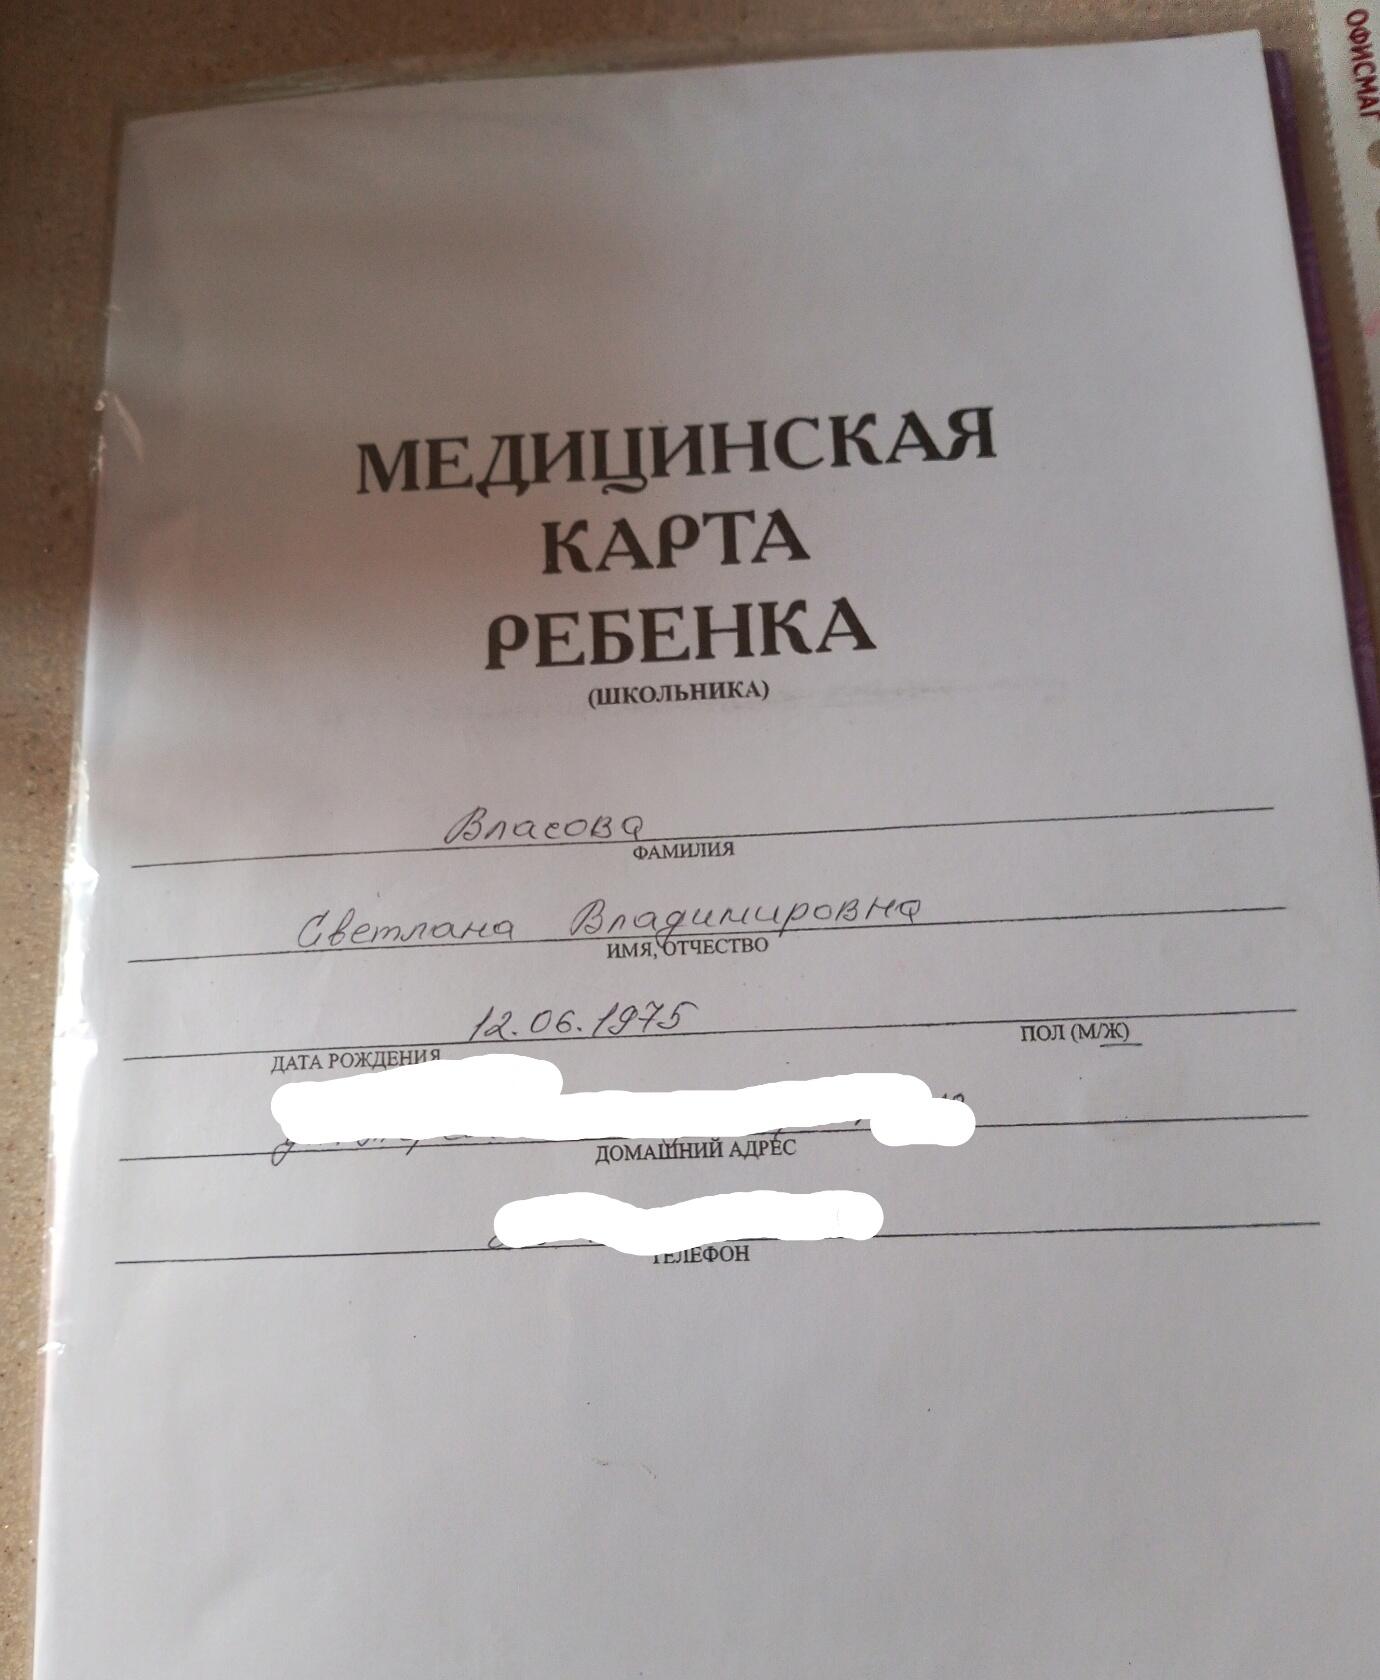 ОФИСМАГ
МЕДИЦИНСКАЯ
КАРТА
РЕБЕНКА
(ШКОЛЬНИКА)
Власова
ФАМИЛИЯ
Светлана Владимировна
ИМЯ, ОТЧЕСТВО
12.06.1975
ДАТА РОЖДЕНИЯ ПОЛ (М/Ж)
ДОМАШНИЙ АДРЕС
ТЕЛЕФОН